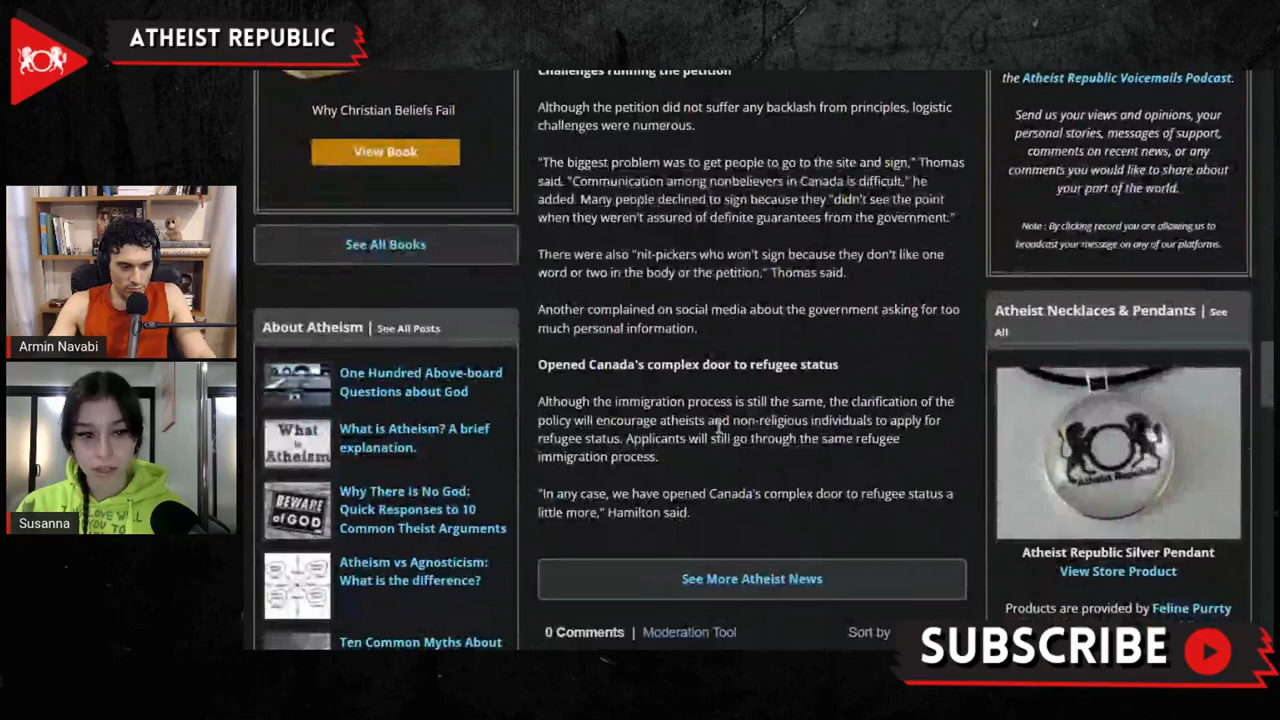 ATHEIST REPUBLIC
Armin Navabi
Susanna
Why Christian Beliefs Fail
View Book
See All Books
About Atheism | See All Posts
One Hundred Above-board
Questions about God
What is Atheism
What is Atheism? A brief
explanation.
BEWARE
of GOD
Why There is No God:
Quick Responses to 10
Common Theist Arguments
Atheism vs Agnosticism:
What is the difference?
Ten Common Myths About
Challenges running the petition
Although the petition did not suffer any backlash from principles, logistic
challenges were numerous.
"The biggest problem was to get people to go to the site and sign," Thomas
said. "Communication among nonbelievers in Canada is difficult," he
added. Many people declined to sign because they "didn't see the point
when they weren't assured of definite guarantees from the government."
There were also "nit-pickers who won't sign because they don't like one
word or two in the body or the petition," Thomas said.
Another complained on social media about the government asking for too
much personal information.
Opened Canada's complex door to refugee status
Although the immigration process is still the same, the clarification of the
policy will encourage atheists and non-religious individuals to apply for
refugee status. Applicants will still go through the same refugee
immigration process.
"In any case, we have opened Canada's complex door to refugee status a
little more," Hamilton said.
See More Atheist News
0 Comments | Moderation Tool
Sort by
the Atheist Republic Voicemails Podcast.
Send us your views and opinions, your
personal stories, messages of support,
comments on recent news, or any
comments you would like to share about
your part of the world.
Note : By clicking record you are allowing us to
broadcast your message on any of our platforms.
Atheist Necklaces & Pendants | See
All
Atheist Republic
Atheist Republic Silver Pendant
View Store Product
Products are provided by Feline Purrty
SUBSCRIBE